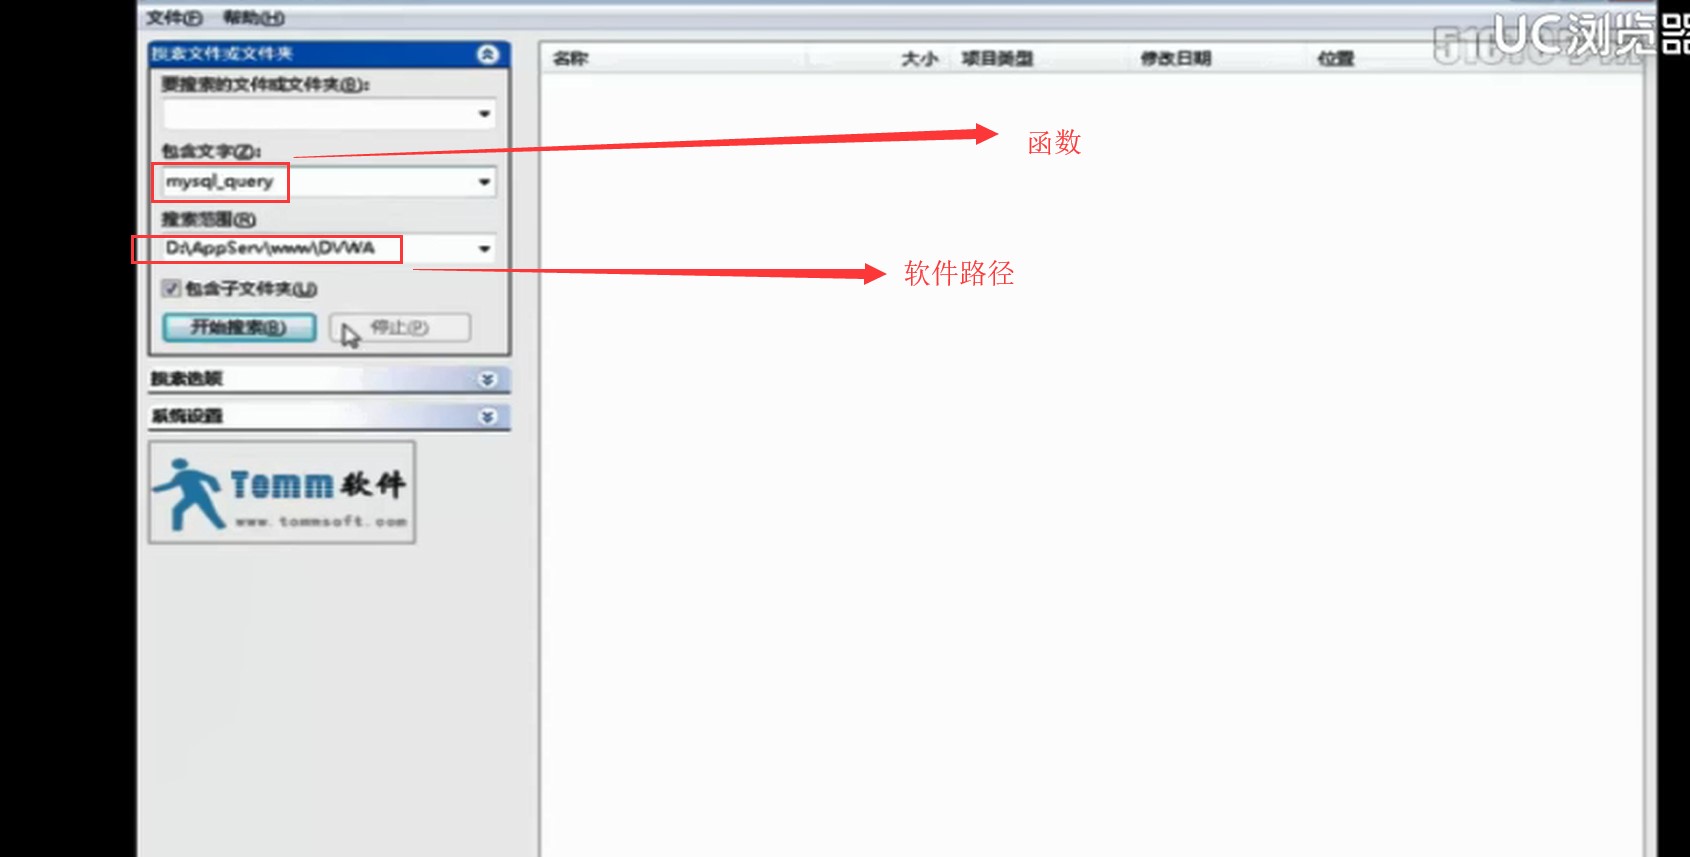 文件(F) 帮助(H)
UC浏览器
搜索文件或文件夹
名称 大小 项目类型 修改日期 位置
要搜索的文件或文件夹(B):
包含文字(Z):
函数
mysql_query
搜索范围(R)
D:\AppServ\www\DVWA
软件路径
包含子文件夹(U)
开始搜索(B) 停止(P)
搜索选项
系统设置
Tomm 软件
www.tommsoft.com